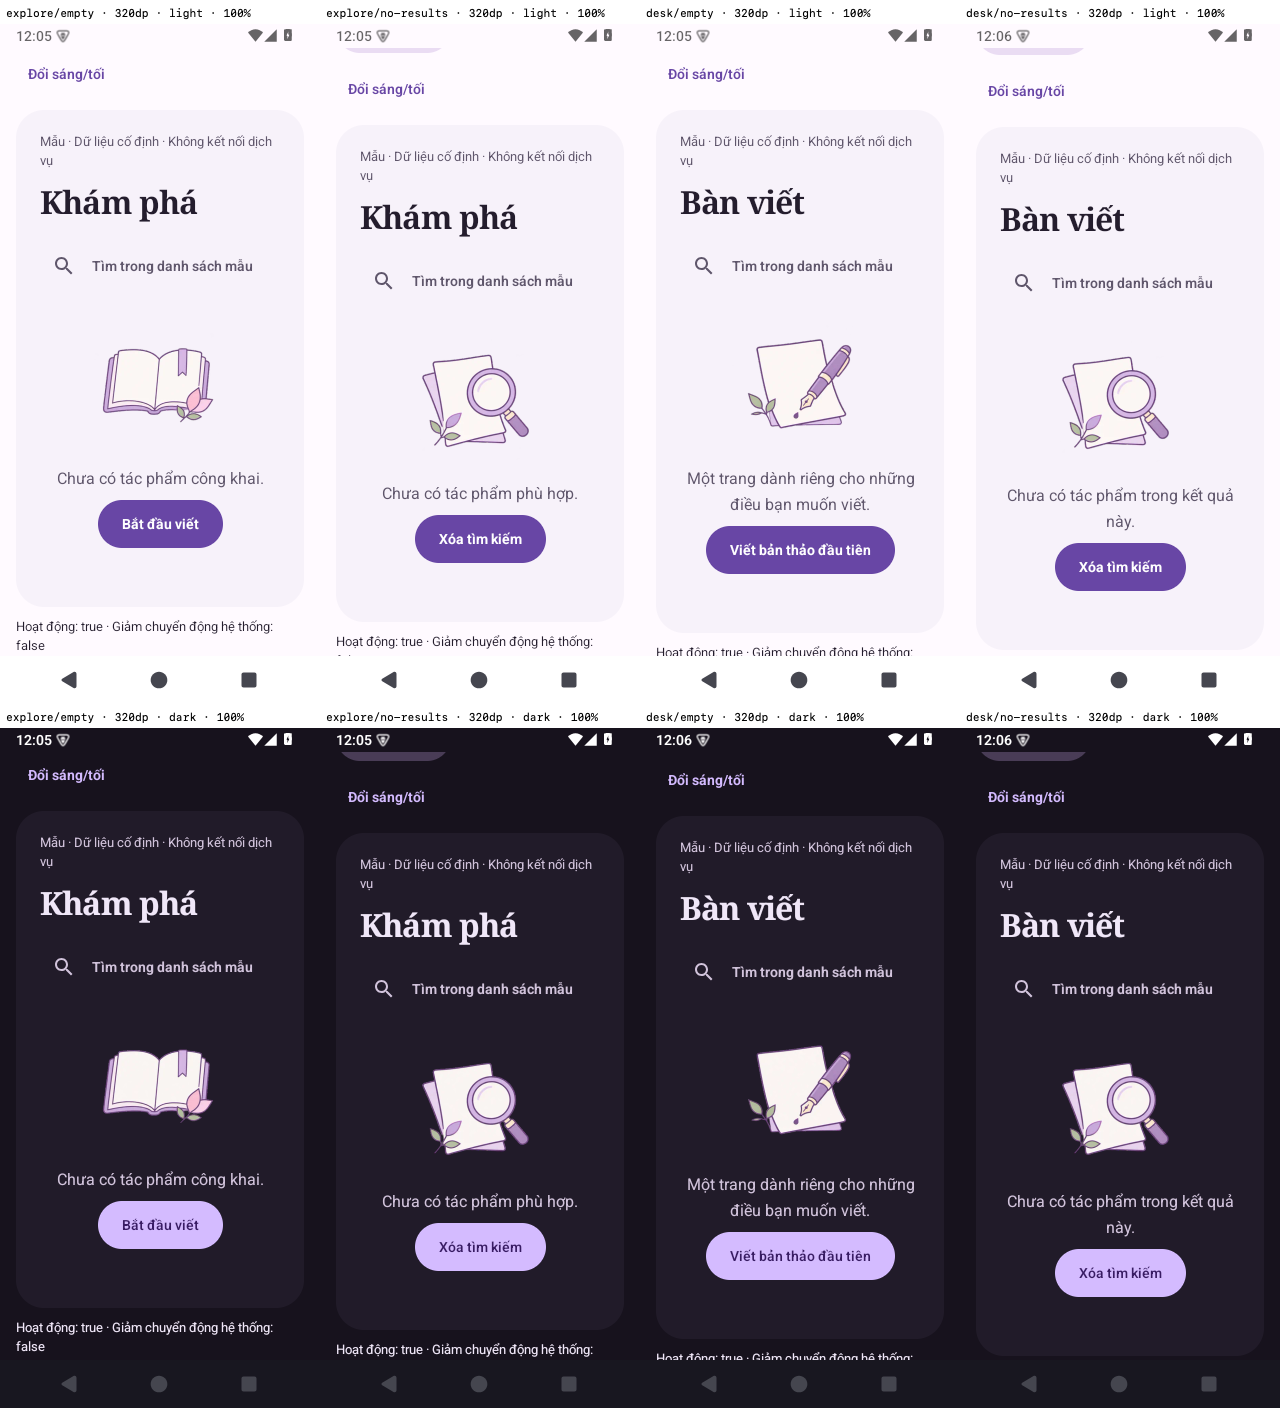 explore/empty · 320dp · light · 100%
12:05
Đổi sáng/tối
Mẫu · Dữ liệu cố định · Không kết nối dịch
vụ
Khám phá
Tìm trong danh sách mẫu
Chưa có tác phẩm công khai.
Bắt đầu viết
Hoạt động: true · Giảm chuyển động hệ thống:
false
explore/no-results · 320dp · light · 100%
12:05
Đổi sáng/tối
Mẫu · Dữ liệu cố định · Không kết nối dịch
vụ
Khám phá
Tìm trong danh sách mẫu
Chưa có tác phẩm phù hợp.
Xóa tìm kiếm
Hoạt động: true · Giảm chuyển động hệ thống:
desk/empty · 320dp · light · 100%
12:05
Đổi sáng/tối
Mẫu · Dữ liệu cố định · Không kết nối dịch
vụ
Bàn viết
Tìm trong danh sách mẫu
Một trang dành riêng cho những
điều bạn muốn viết.
Viết bản thảo đầu tiên
Hoạt động: true · Giảm chuyển động hệ thống:
desk/no-results · 320dp · light · 100%
12:06
Đổi sáng/tối
Mẫu · Dữ liệu cố định · Không kết nối dịch
vụ
Bàn viết
Tìm trong danh sách mẫu
Chưa có tác phẩm trong kết quả
này.
Xóa tìm kiếm
explore/empty · 320dp · dark · 100%
12:05
Đổi sáng/tối
Mẫu · Dữ liệu cố định · Không kết nối dịch
vụ
Khám phá
Tìm trong danh sách mẫu
Chưa có tác phẩm công khai.
Bắt đầu viết
Hoạt động: true · Giảm chuyển động hệ thống:
false
explore/no-results · 320dp · dark · 100%
12:05
Đổi sáng/tối
Mẫu · Dữ liệu cố định · Không kết nối dịch
vụ
Khám phá
Tìm trong danh sách mẫu
Chưa có tác phẩm phù hợp.
Xóa tìm kiếm
Hoạt động: true · Giảm chuyển động hệ thống:
desk/empty · 320dp · dark · 100%
12:06
Đổi sáng/tối
Mẫu · Dữ liệu cố định · Không kết nối dịch
vụ
Bàn viết
Tìm trong danh sách mẫu
Một trang dành riêng cho những
điều bạn muốn viết.
Viết bản thảo đầu tiên
Hoạt động: true · Giảm chuyển động hệ thống:
desk/no-results · 320dp · dark · 100%
12:06
Đổi sáng/tối
Mẫu · Dữ liệu cố định · Không kết nối dịch
vụ
Bàn viết
Tìm trong danh sách mẫu
Chưa có tác phẩm trong kết quả
này.
Xóa tìm kiếm